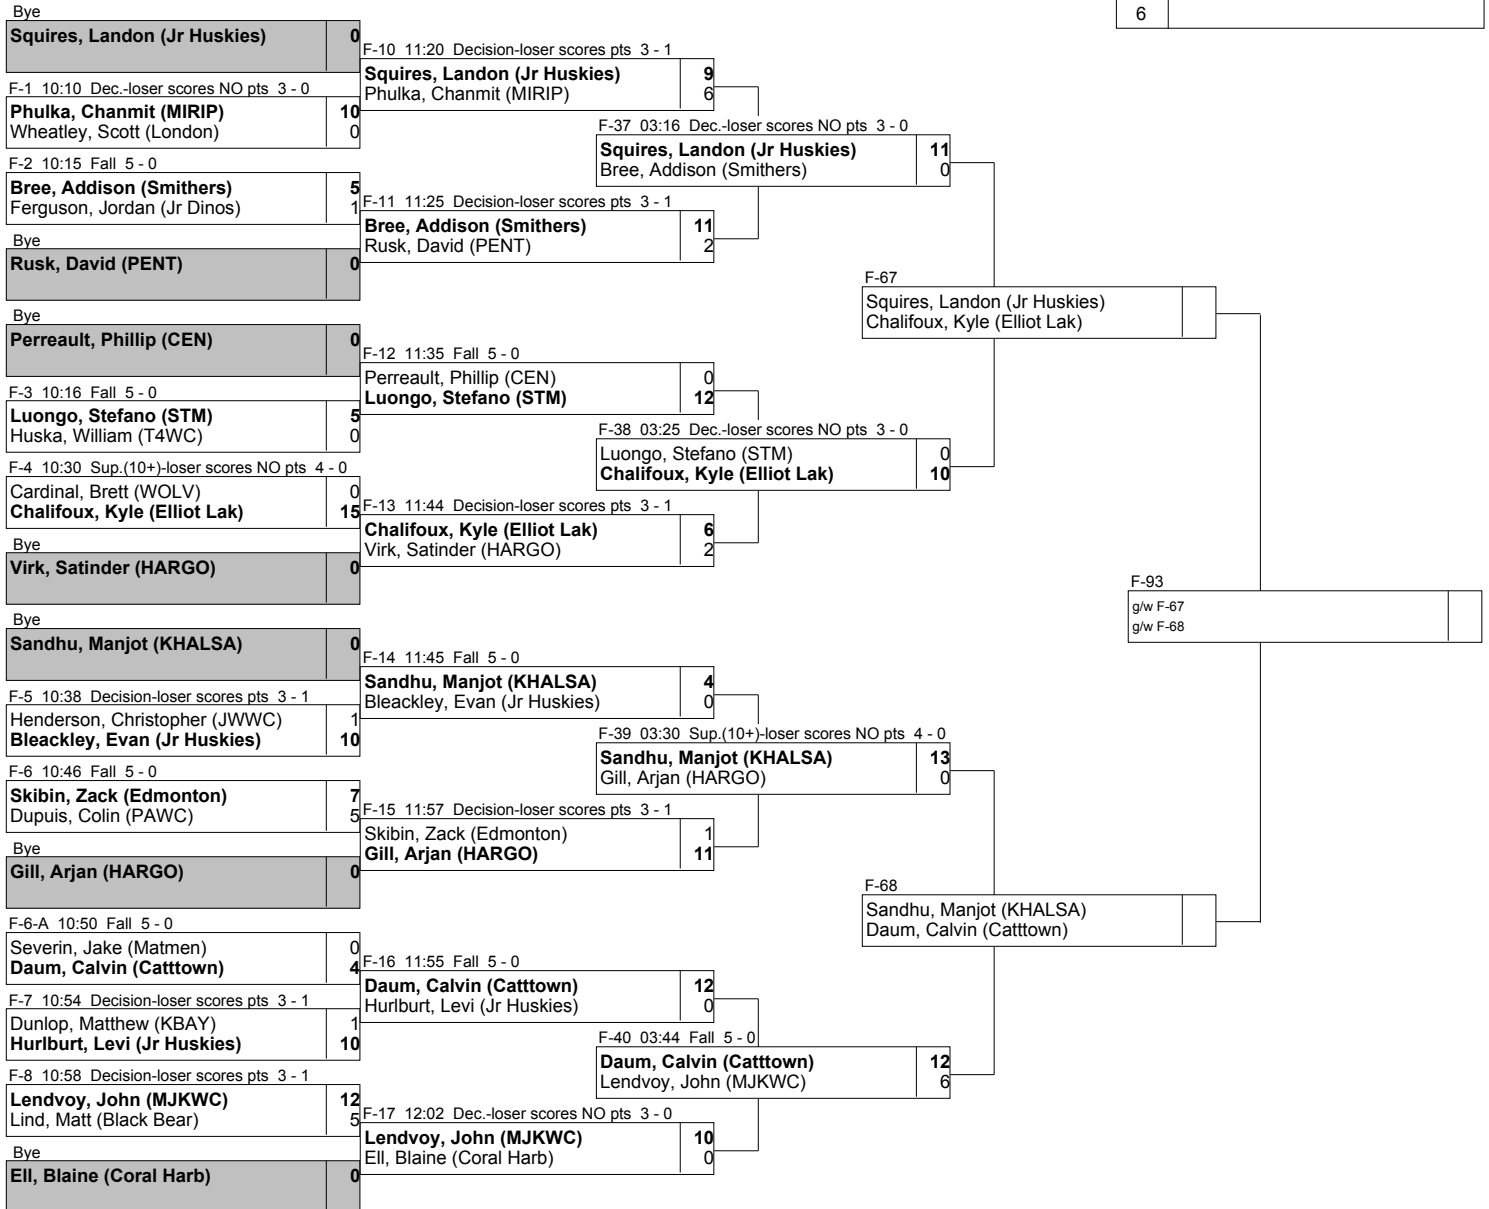 6
Bye
Squires, Landon (Jr Huskies) 0
F-1 10:10 Dec.-loser scores NO pts 3 - 0
Phulka, Chanmit (MIRIP) 10
Wheatley, Scott (London) 0
F-2 10:15 Fall 5 - 0
Bree, Addison (Smithers) 5
Ferguson, Jordan (Jr Dinos) 1
Bye
Rusk, David (PENT) 0
Bye
Perreault, Phillip (CEN) 0
F-3 10:16 Fall 5 - 0
Luongo, Stefano (STM) 5
Huska, William (T4WC) 0
F-4 10:30 Sup.(10+)-loser scores NO pts 4 - 0
Cardinal, Brett (WOLV) 0
Chalifoux, Kyle (Elliot Lak) 15
Bye
Virk, Satinder (HARGO) 0
Bye
Sandhu, Manjot (KHALSA) 0
F-5 10:38 Decision-loser scores pts 3 - 1
Henderson, Christopher (JWWC) 1
Bleackley, Evan (Jr Huskies) 10
F-6 10:46 Fall 5 - 0
Skibin, Zack (Edmonton) 7
Dupuis, Colin (PAWC) 5
Bye
Gill, Arjan (HARGO) 0
F-6-A 10:50 Fall 5 - 0
Severin, Jake (Matmen) 0
Daum, Calvin (Catttown) 4
F-7 10:54 Decision-loser scores pts 3 - 1
Dunlop, Matthew (KBAY) 1
Hurlburt, Levi (Jr Huskies) 10
F-8 10:58 Decision-loser scores pts 3 - 1
Lendvoy, John (MJKWC) 12
Lind, Matt (Black Bear) 5
Bye
Ell, Blaine (Coral Harb) 0
F-10 11:20 Decision-loser scores pts 3 - 1
Squires, Landon (Jr Huskies) 9
Phulka, Chanmit (MIRIP) 6
F-11 11:25 Decision-loser scores pts 3 - 1
Bree, Addison (Smithers) 11
Rusk, David (PENT) 2
F-12 11:35 Fall 5 - 0
Perreault, Phillip (CEN) 0
Luongo, Stefano (STM) 12
F-13 11:44 Decision-loser scores pts 3 - 1
Chalifoux, Kyle (Elliot Lak) 6
Virk, Satinder (HARGO) 2
F-14 11:45 Fall 5 - 0
Sandhu, Manjot (KHALSA) 4
Bleackley, Evan (Jr Huskies) 0
F-15 11:57 Decision-loser scores pts 3 - 1
Skibin, Zack (Edmonton) 1
Gill, Arjan (HARGO) 11
F-16 11:55 Fall 5 - 0
Daum, Calvin (Catttown) 12
Hurlburt, Levi (Jr Huskies) 0
F-17 12:02 Dec.-loser scores NO pts 3 - 0
Lendvoy, John (MJKWC) 10
Ell, Blaine (Coral Harb) 0
F-37 03:16 Dec.-loser scores NO pts 3 - 0
Squires, Landon (Jr Huskies) 11
Bree, Addison (Smithers) 0
F-38 03:25 Dec.-loser scores NO pts 3 - 0
Luongo, Stefano (STM) 0
Chalifoux, Kyle (Elliot Lak) 10
F-39 03:30 Sup.(10+)-loser scores NO pts 4 - 0
Sandhu, Manjot (KHALSA) 13
Gill, Arjan (HARGO) 0
F-40 03:44 Fall 5 - 0
Daum, Calvin (Catttown) 12
Lendvoy, John (MJKWC) 6
F-67
Squires, Landon (Jr Huskies)
Chalifoux, Kyle (Elliot Lak)
F-68
Sandhu, Manjot (KHALSA)
Daum, Calvin (Catttown)
F-93
g/w F-67
g/w F-68